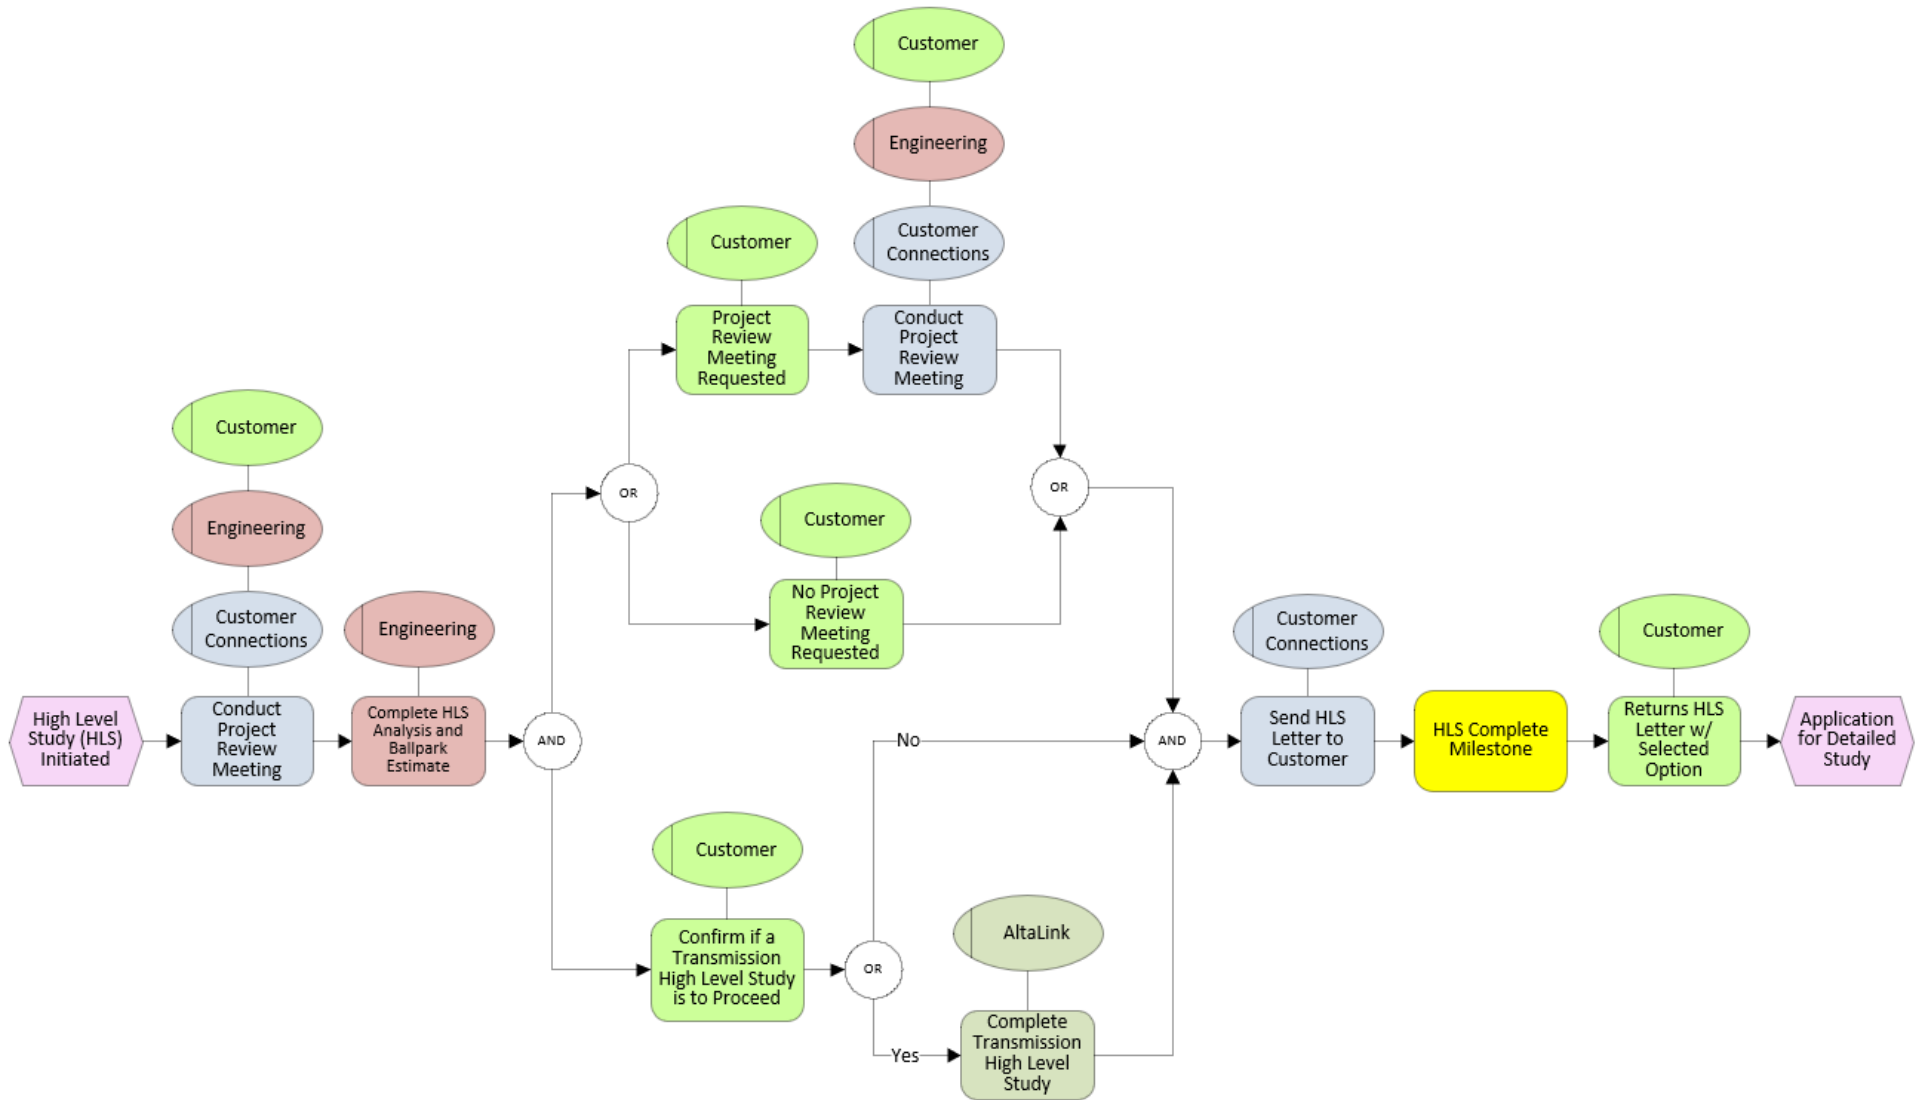 Customer
Engineering
Customer
Connections
Customer
Project
Review
Meeting
Requested
Conduct
Project
Review
Meeting
Customer
Engineering
Customer
Connections
Engineering
OR
OR
Customer
No Project
Review
Meeting
Requested
High Level
Study (HLS)
Initiated
Conduct
Project
Review
Meeting
Complete HLS
Analysis and
Ballpark
Estimate
AND
No
AND
Customer
Connections
Send HLS
Letter to
Customer
HLS Complete
Milestone
Customer
Returns HLS
Letter w/
Selected
Option
Application
for Detailed
Study
Customer
Confirm if a
Transmission
High Level Study
is to Proceed
OR
Yes
AltaLink
Complete
Transmission
High Level
Study